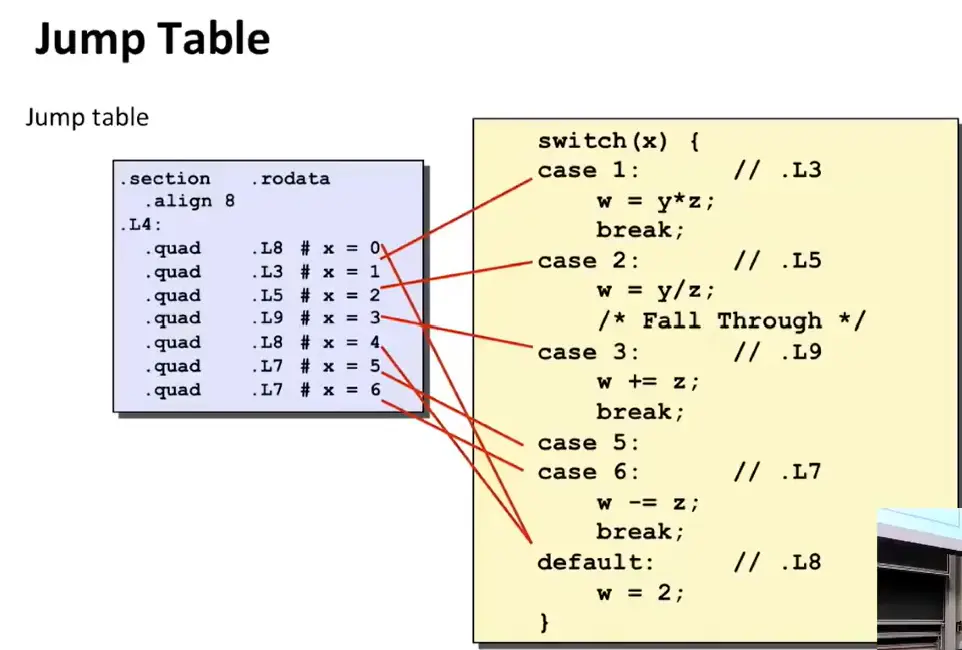 Jump Table
Jump table
.section .rodata
.align 8
.L4:
.quad .L8 # x = 0
.quad .L3 # x = 1
.quad .L5 # x = 2
.quad .L9 # x = 3
.quad .L8 # x = 4
.quad .L7 # x = 5
.quad .L7 # x = 6
switch(x) {
case 1: // .L3
w = y*z;
break;
case 2: // .L5
w = y/z;
/* Fall Through */
case 3: // .L9
w += z;
break;
case 5:
case 6: // .L7
w -= z;
break;
default: // .L8
w = 2;
}